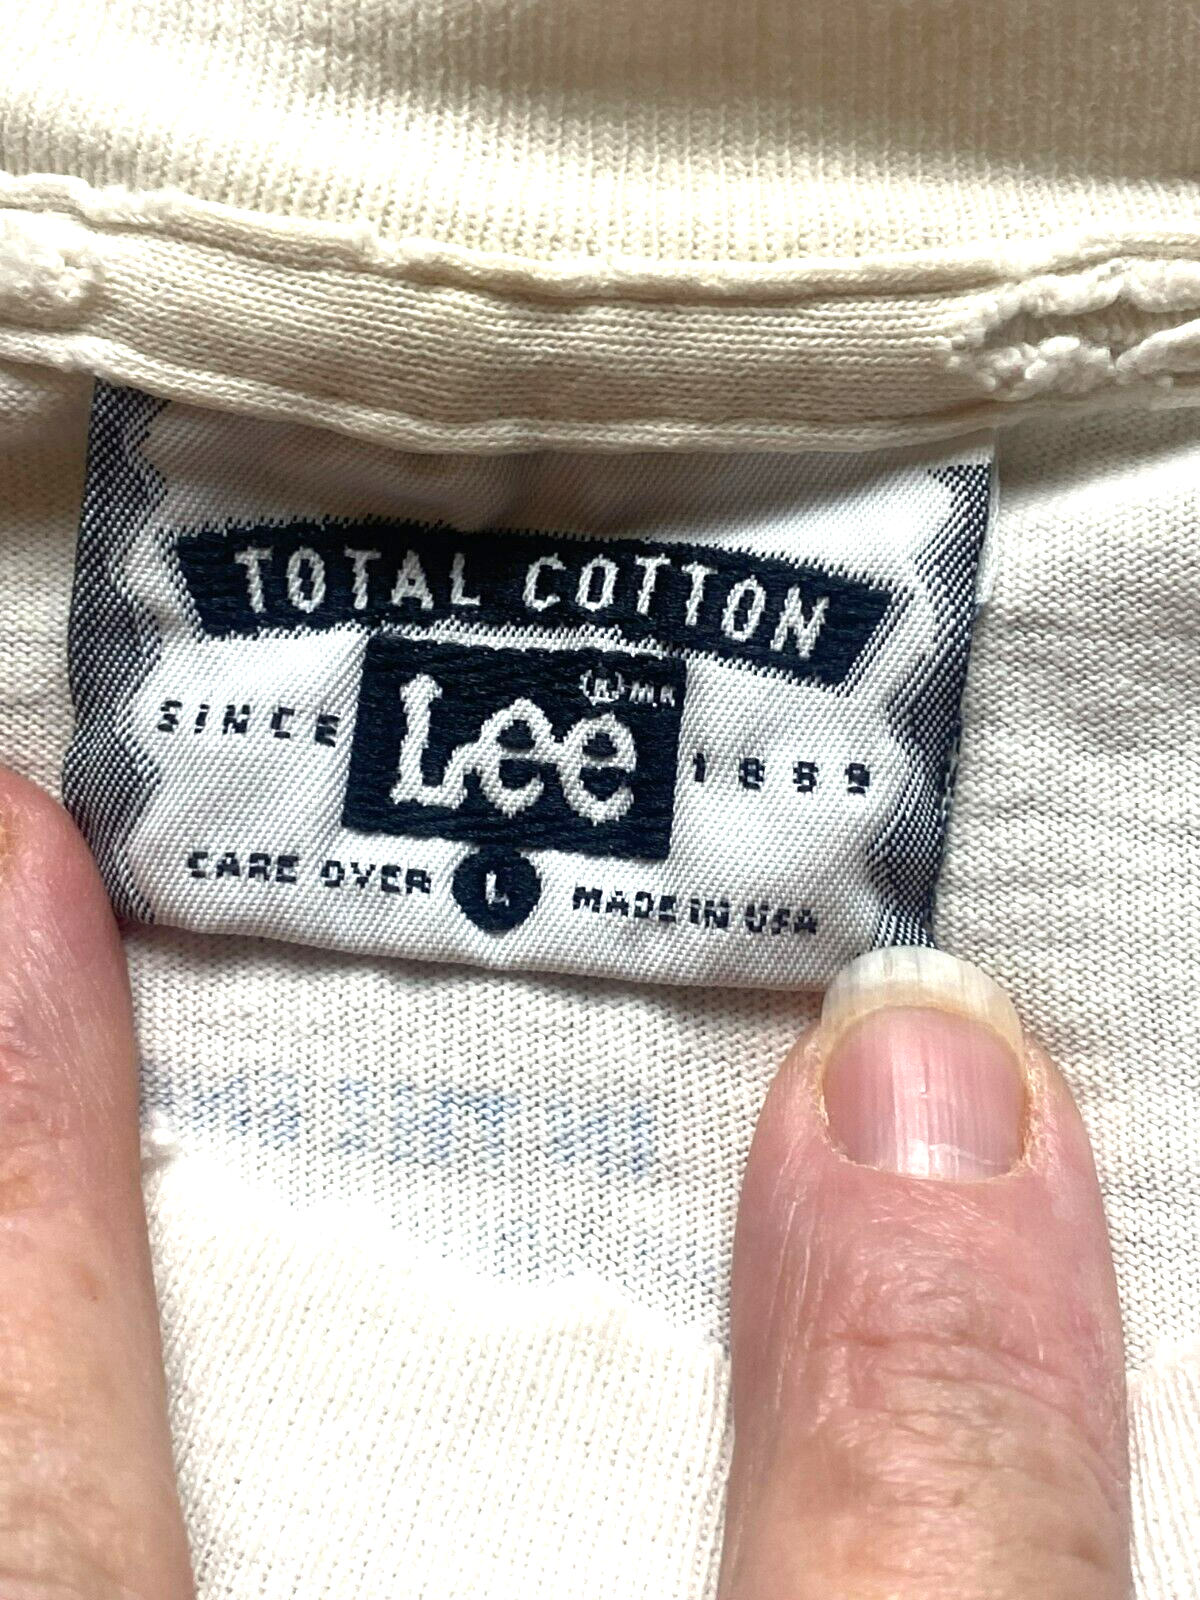 TOTAL COTTON
Lee (R) M.R.
SINCE 1889
CARE OVER L MADE IN USA